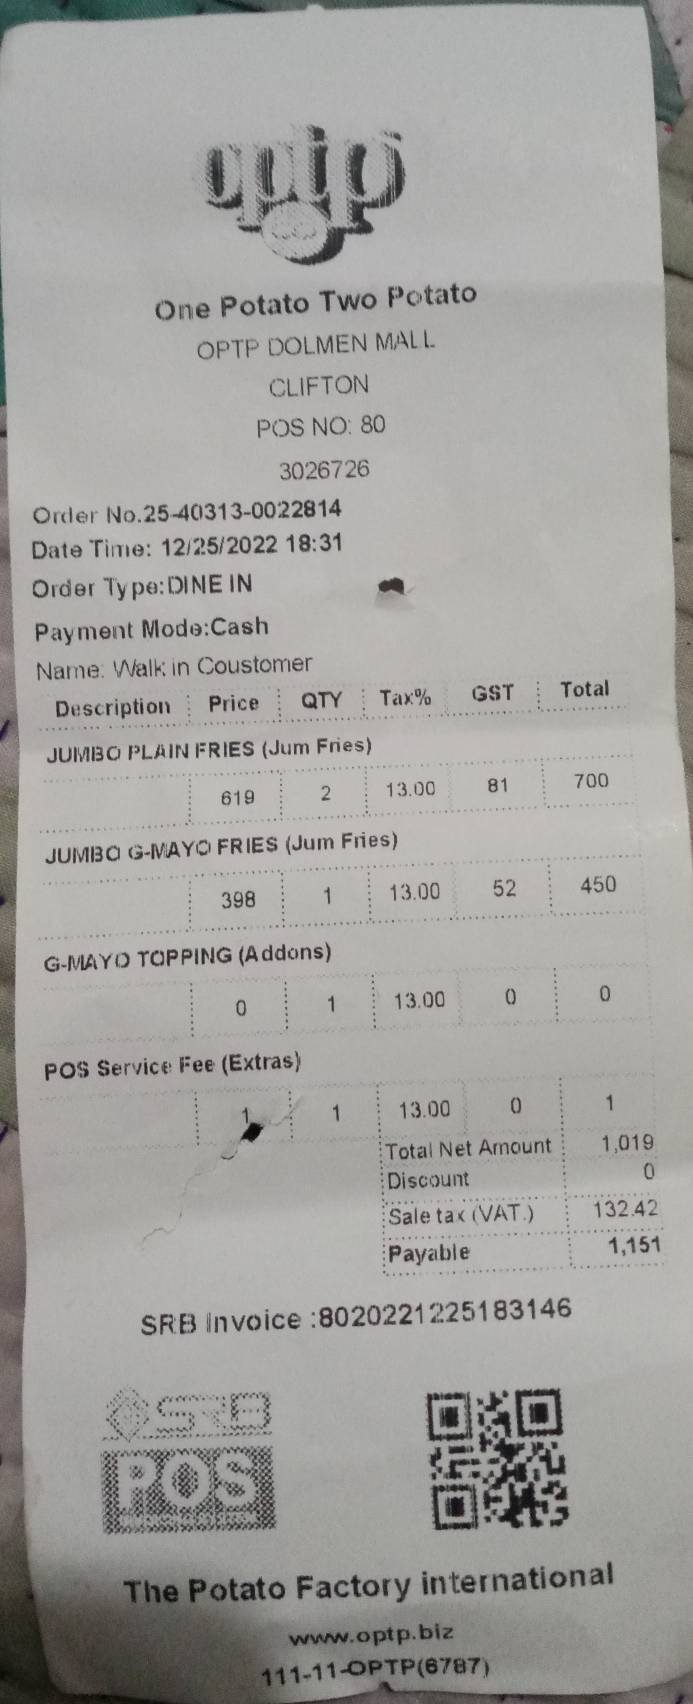 optp
One Potato Two Potato
OPTP DOLMEN MALL
CLIFTON
POS NO: 80
3026726
Order No.25-40313-0022814
Date Time: 12/25/2022 18:31
Order Type:DINE IN
Payment Mode:Cash
Name: Walk in Coustomer
Description Price QTY Tax% GST Total
JUMBO PLAIN FRIES (Jum Fries)
619 2 13.00 81 700
JUMBO G-MAYO FRIES (Jum Fries)
398 1 13.00 52 450
G-MAYO TOPPING (Addons)
0 1 13.00 0 0
POS Service Fee (Extras)
1 1 13.00 0 1
Total Net Amount 1,019
Discount 0
Sale tax (VAT.) 132.42
Payable 1,151
SRB Invoice :8020221225183146
SRB
POS
The Potato Factory international
www.optp.biz
111-11-OPTP(6787)